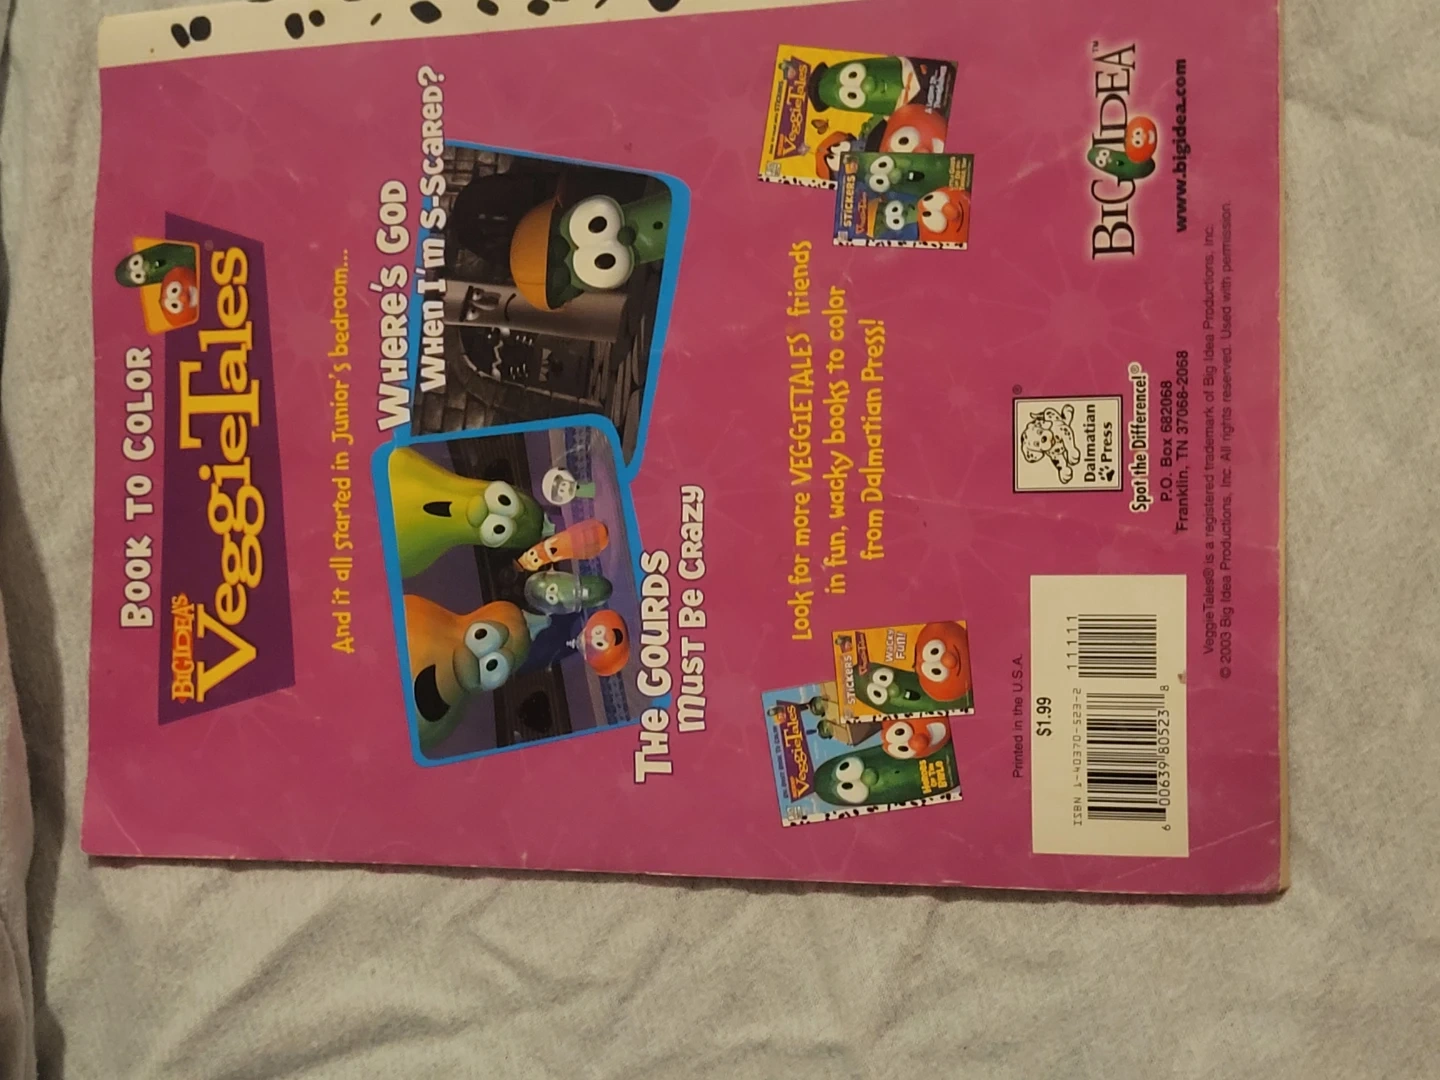 BOOK TO COLOR
BIG IDEA'S
VeggieTales®
And it all started in Junior's bedroom...
WHERE'S GOD
WHEN I'M S-SCARED?
THE GOURDS
MUST BE CRAZY
Look for more VEGGIETALES® friends
in fun, wacky books to color
from Dalmatian Press!
VeggieTales
STICKERS
Wacky
Fun!
VeggieTales
STICKERS
Printed in the U.S.A.
$1.99
ISBN 1-40370-523-2
11111
6 00639 80523 8
®
Dalmatian
Press
Spot the Difference!®
P.O. Box 682068
Franklin, TN 37068-2068
BIG IDEA™
www.bigidea.com
VeggieTales® is a registered trademark of Big Idea Productions, Inc.
© 2003 Big Idea Productions, Inc. All rights reserved. Used with permission.